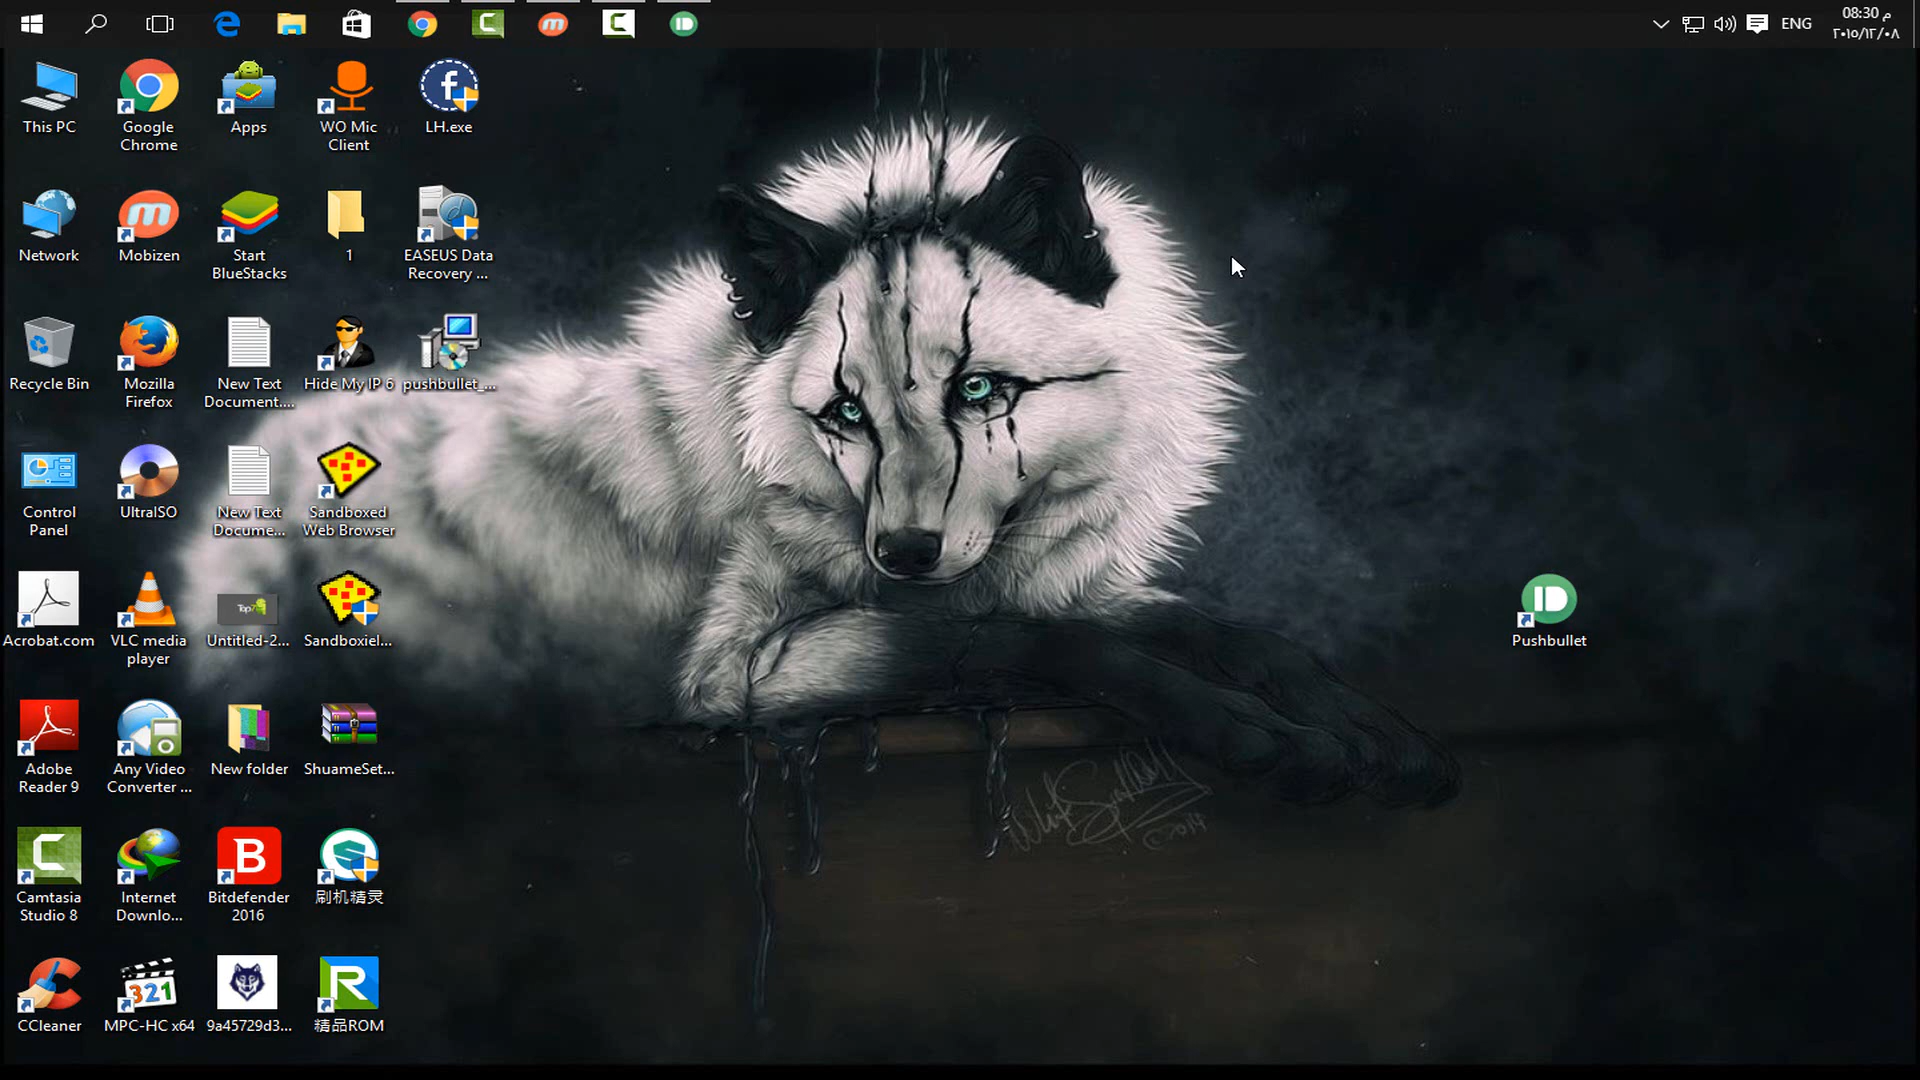 ENG
08:30 م
٢٠١٥/١٢/٠٨
This PC
Google
Chrome
Apps
WO Mic
Client
LH.exe
Network
Mobizen
Start
BlueStacks
1
EASEUS Data
Recovery ...
Recycle Bin
Mozilla
Firefox
New Text
Document....
Hide My IP 6
pushbullet_...
Control
Panel
UltraISO
New Text
Docume...
Sandboxed
Web Browser
Acrobat.com
VLC media
player
Top7
Untitled-2...
Sandboxiel...
Pushbullet
Adobe
Reader 9
Any Video
Converter ...
New folder
ShuameSet...
Camtasia
Studio 8
Internet
Downlo...
Bitdefender
2016
刷机精灵
CCleaner
321
MPC-HC x64
9a45729d3...
精品ROM
©2014